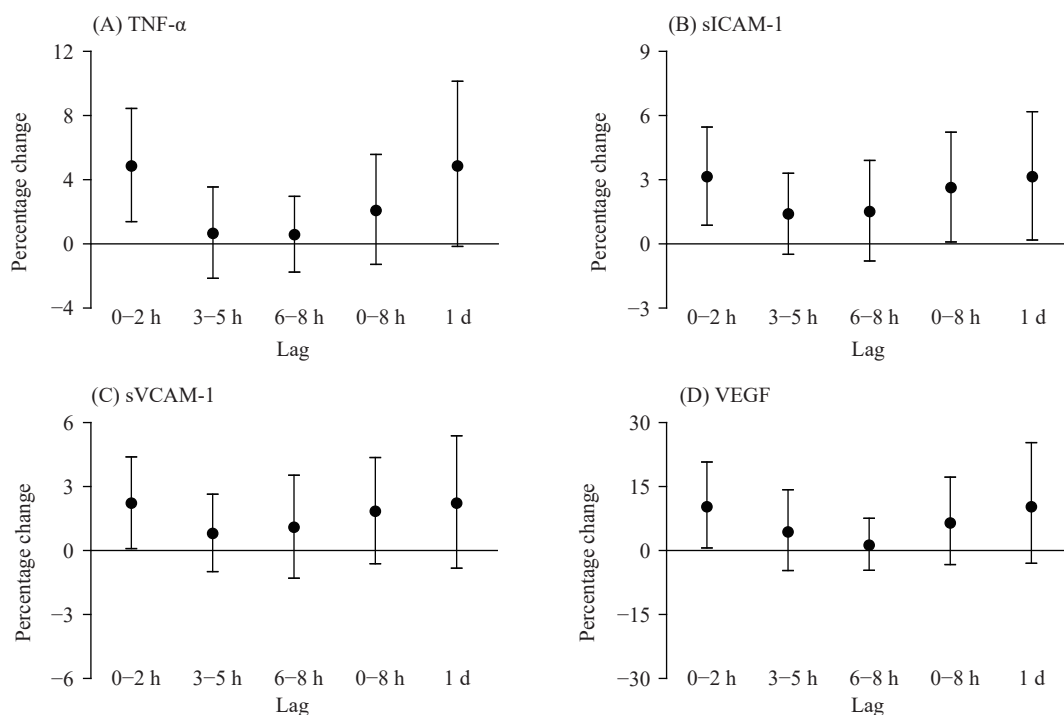 (A) TNF-α
12
8
4
0
−4
Percentage change
0−2 h 3−5 h 6−8 h 0−8 h 1 d
Lag
(B) sICAM-1
9
6
3
0
−3
Percentage change
0−2 h 3−5 h 6−8 h 0−8 h 1 d
Lag
(C) sVCAM-1
6
3
0
−3
−6
Percentage change
0−2 h 3−5 h 6−8 h 0−8 h 1 d
Lag
(D) VEGF
30
15
0
−15
−30
Percentage change
0−2 h 3−5 h 6−8 h 0−8 h 1 d
Lag